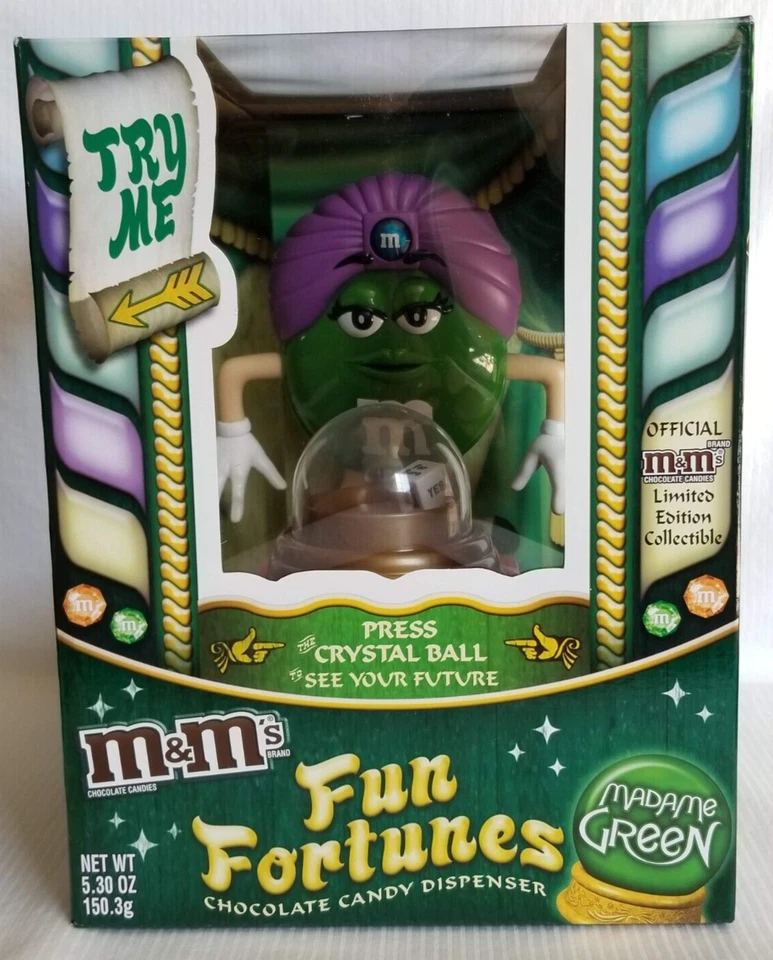 TRY
ME
m
m
YES
OFFICIAL
m&m's
BRAND
CHOCOLATE CANDIES
Limited
Edition
Collectible
m
m
m
m
PRESS
THE CRYSTAL BALL
TO SEE YOUR FUTURE
m&m's
BRAND
CHOCOLATE CANDIES
Fun
Fortunes
CHOCOLATE CANDY DISPENSER
MADAME
GREEN
NET WT
5.30 OZ
150.3g